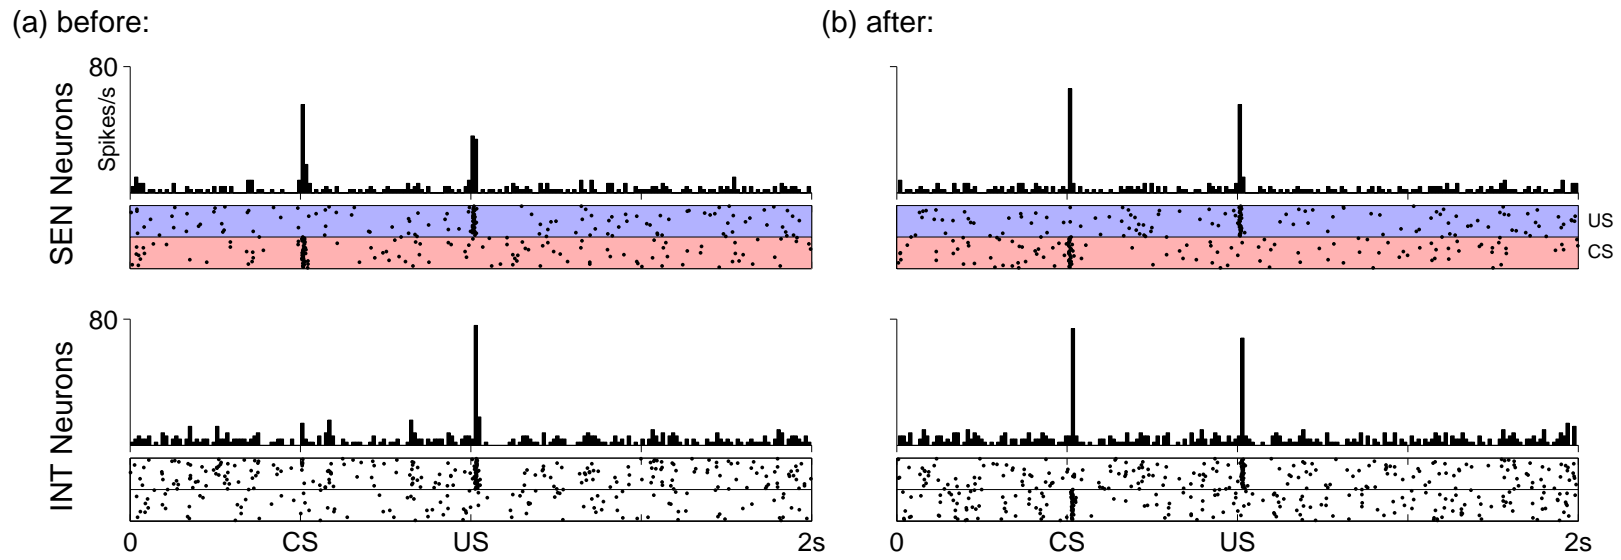 (a) before:
(b) after:
80
Spikes/s
SEN Neurons
US
CS
80
INT Neurons
0 CS US 2s
0 CS US 2s